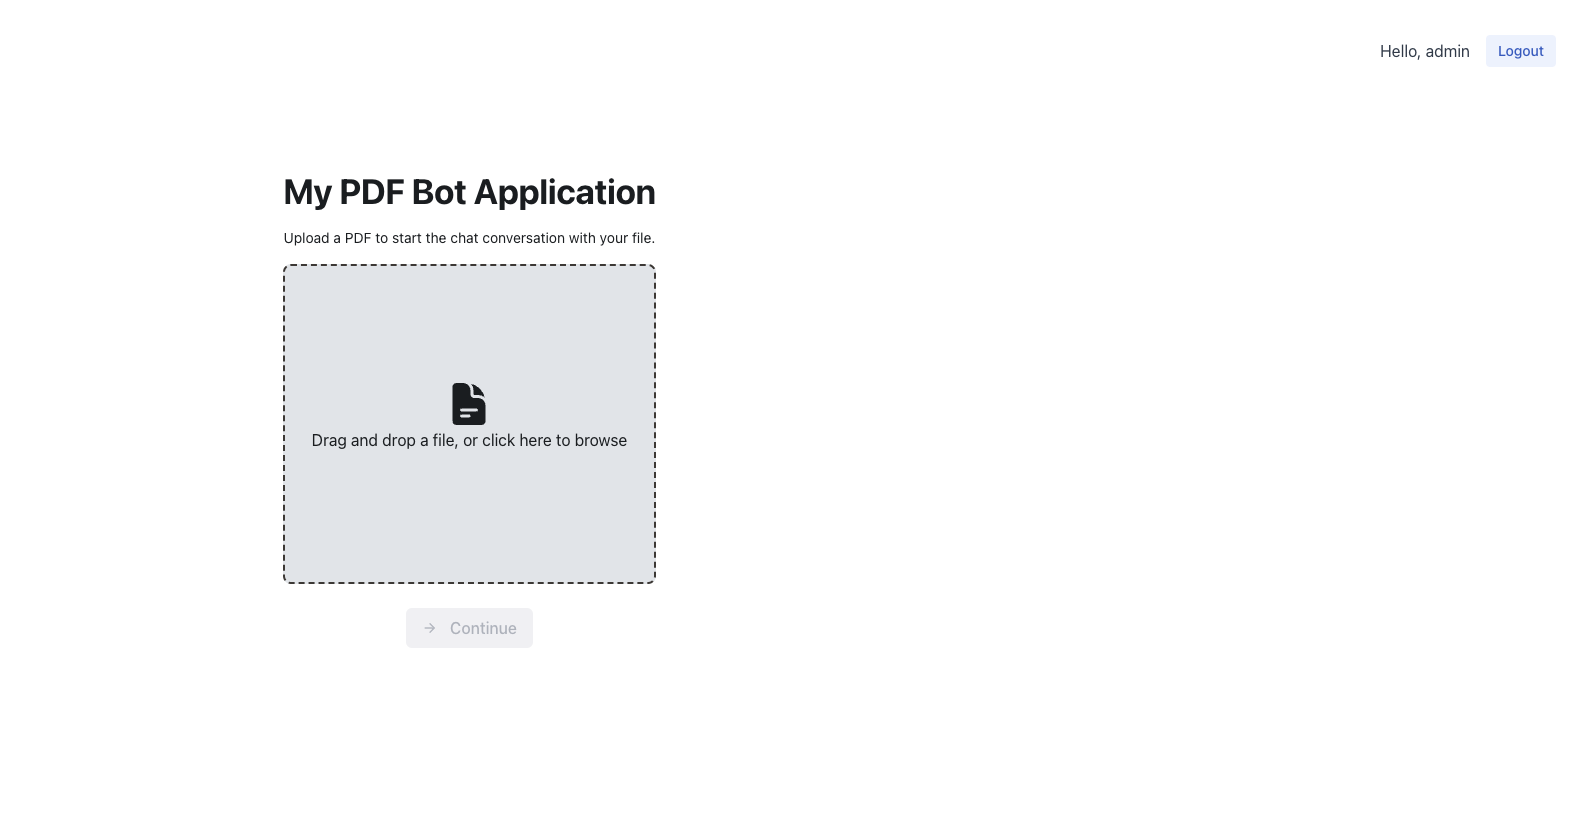 Hello, admin
Logout
My PDF Bot Application
Upload a PDF to start the chat conversation with your file.
Drag and drop a file, or click here to browse
Continue